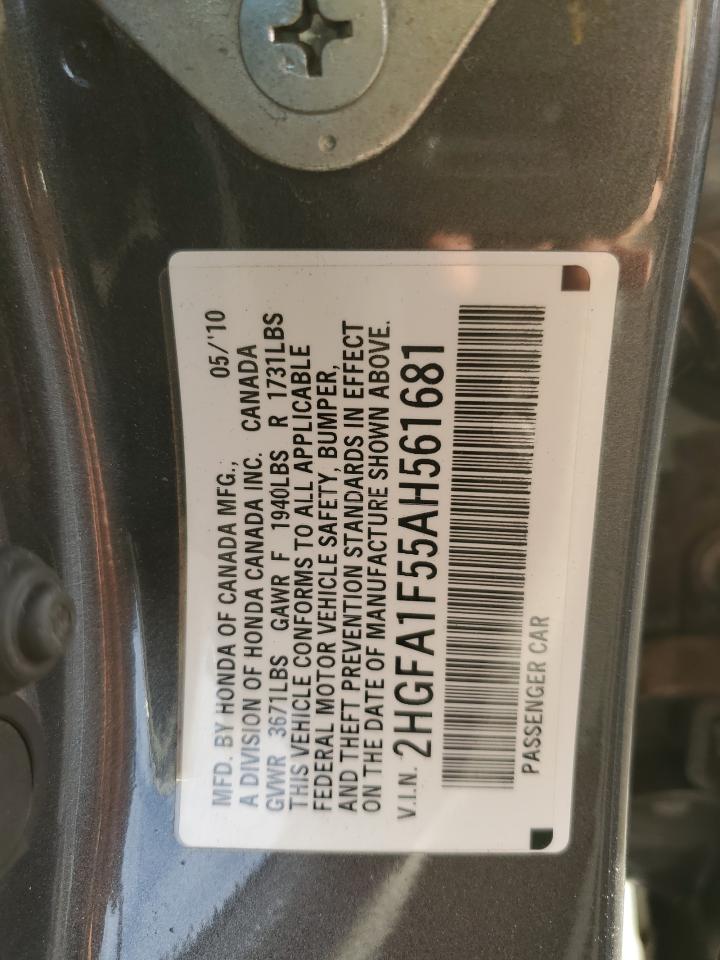 MFD. BY HONDA OF CANADA MFG., 05/'10
A DIVISION OF HONDA CANADA INC. CANADA
GVWR 3671LBS GAWR F 1940LBS R 1731LBS
THIS VEHICLE CONFORMS TO ALL APPLICABLE
FEDERAL MOTOR VEHICLE SAFETY, BUMPER,
AND THEFT PREVENTION STANDARDS IN EFFECT
ON THE DATE OF MANUFACTURE SHOWN ABOVE.
V.I.N. 2HGFA1F55AH561681
PASSENGER CAR